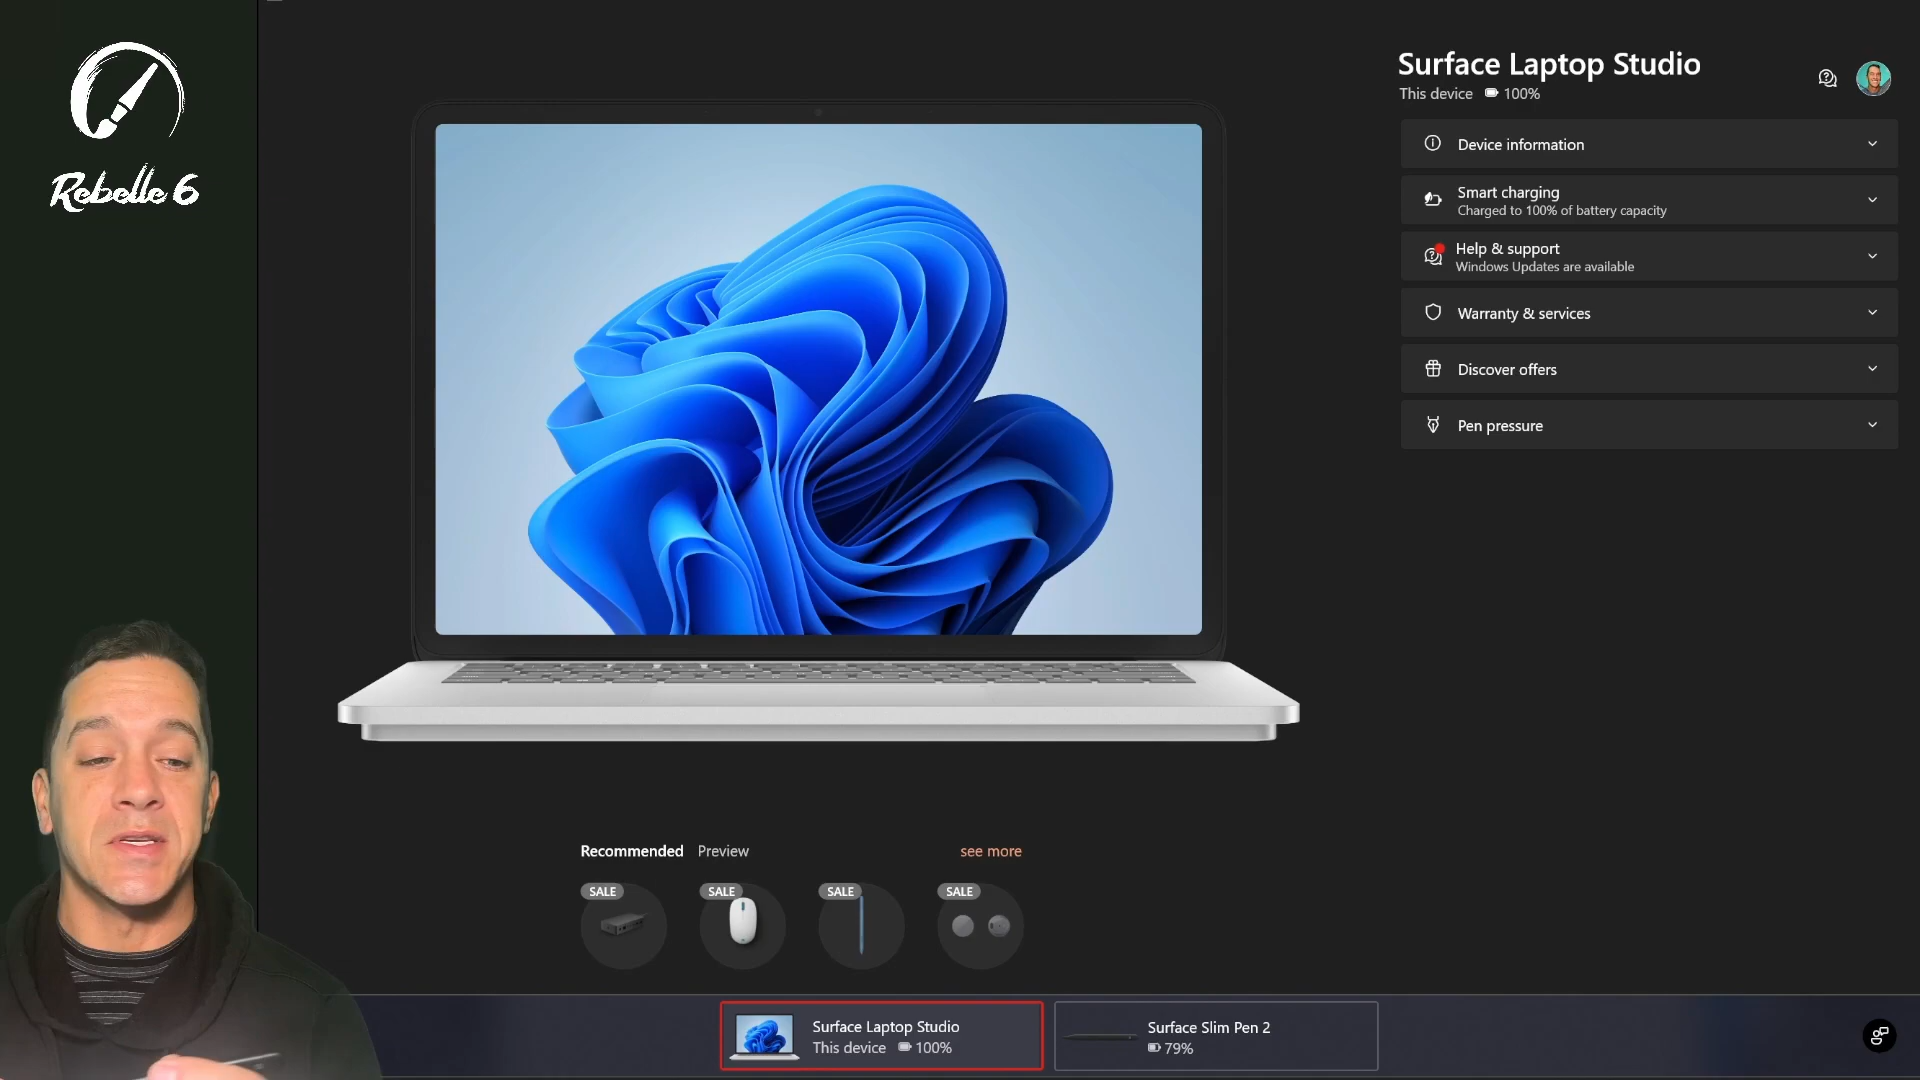 Rebelle 6
Surface Laptop Studio
This device 100%
Device information
Smart charging
Charged to 100% of battery capacity
Help & support
Windows Updates are available
Warranty & services
Discover offers
Pen pressure
Recommended Preview see more
SALE SALE SALE SALE
Surface Laptop Studio
This device 100%
Surface Slim Pen 2
79%